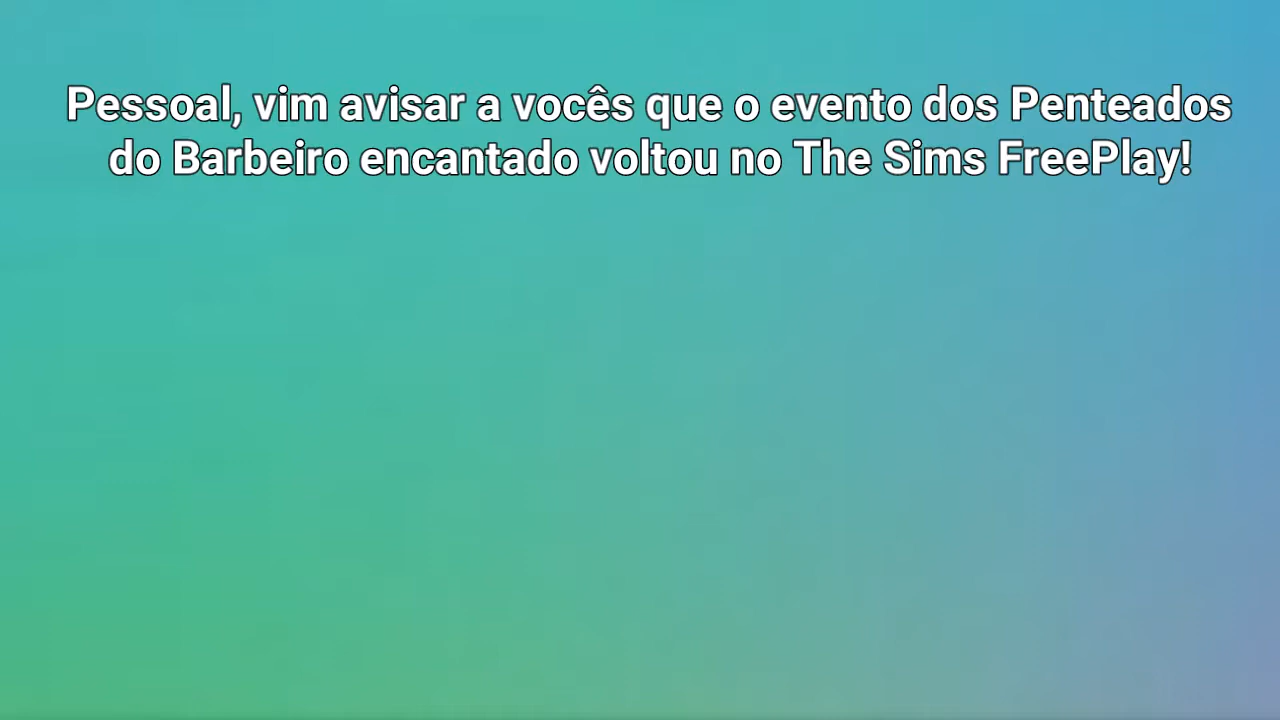 Pessoal, vim avisar a vocês que o evento dos Penteados
do Barbeiro encantado voltou no The Sims FreePlay!